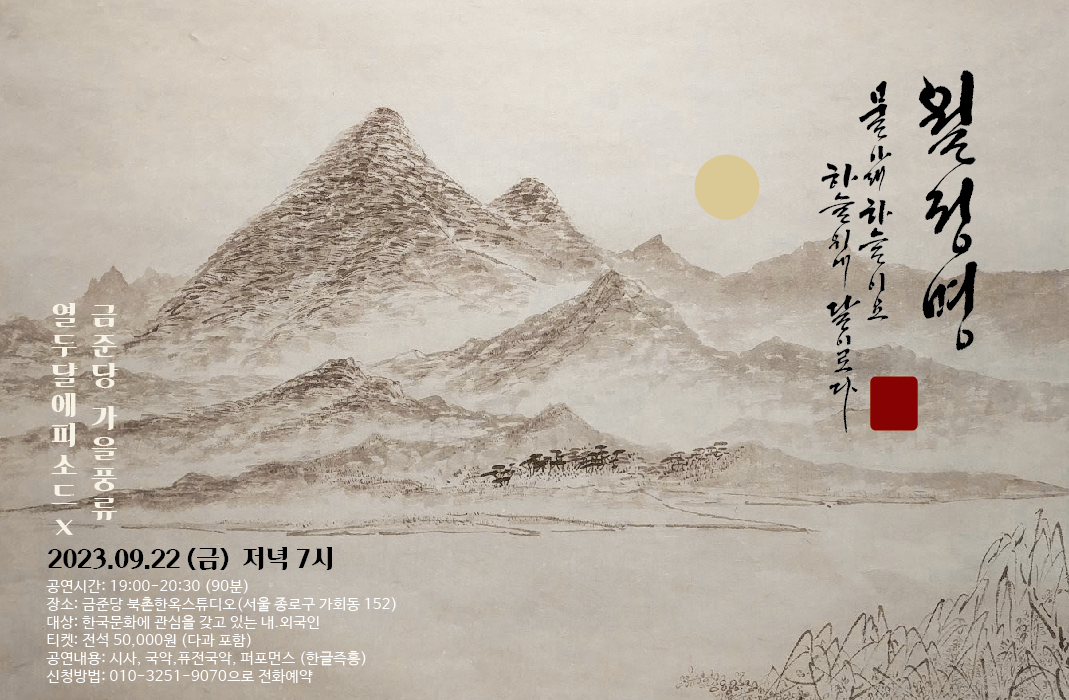 월정명
물 아래 하늘이요
하늘 위에 달이로다
금준당 가을풍류
열두달에피소드 X
2023.09.22 (금) 저녁 7시
공연시간: 19:00-20:30 (90분)
장소: 금준당 북촌한옥스튜디오(서울 종로구 가회동 152)
대상: 한국문화에 관심을 갖고 있는 내.외국인
티켓: 전석 50,000원 (다과 포함)
공연내용: 시사, 국악,퓨전국악, 퍼포먼스 (한글즉흥)
신청방법: 010-3251-9070으로 전화예약